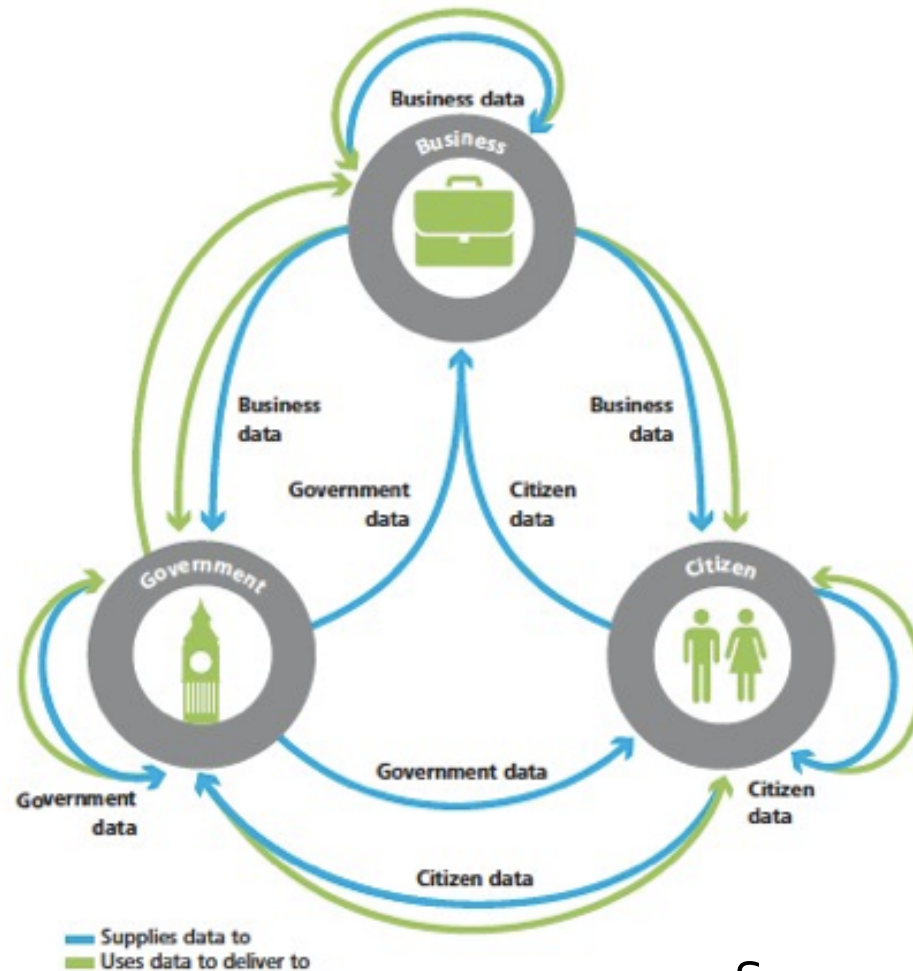 Business data
Business
Business
data
Business
data
Government
data
Citizen
data
Government
Citizen
Government data
Government
data
Citizen
data
Citizen data
Supplies data to
Uses data to deliver to